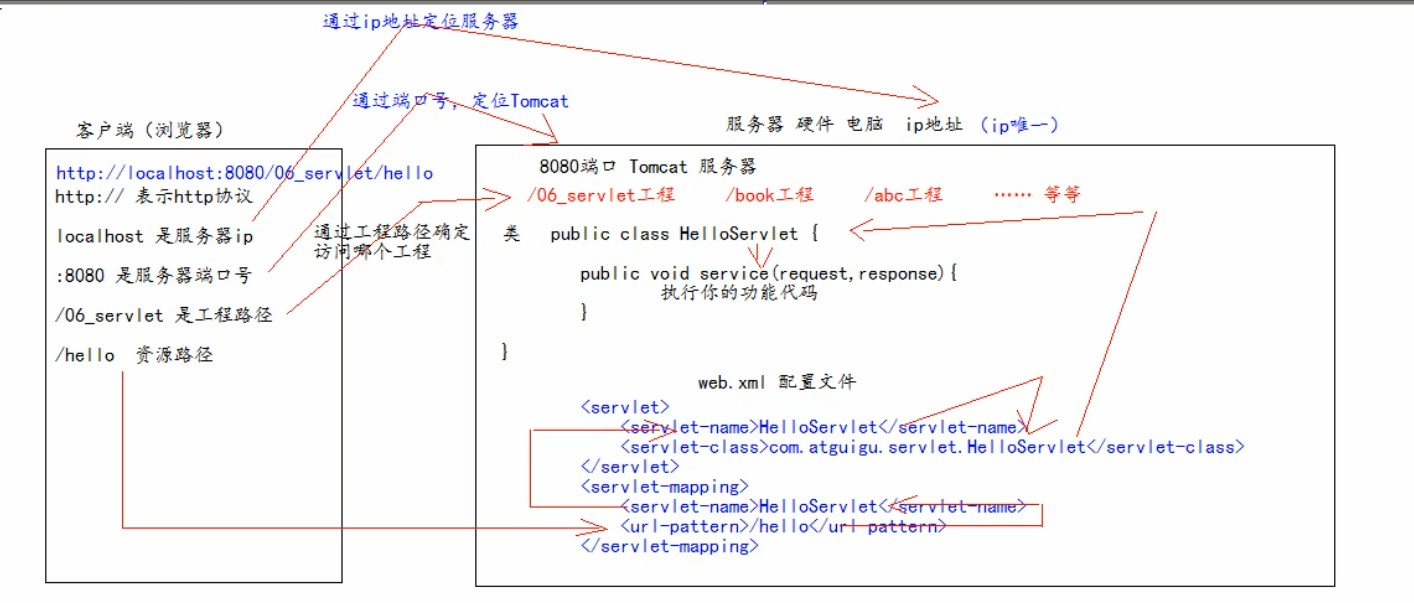 通过ip地址定位服务器
通过端口号，定位Tomcat
客户端（浏览器）
服务器 硬件 电脑 ip地址 （ip唯一）
http://localhost:8080/06_servlet/hello
http:// 表示http协议
localhost 是服务器ip
:8080 是服务器端口号
/06_servlet 是工程路径
/hello 资源路径
通过工程路径确定
访问哪个工程
8080端口 Tomcat 服务器
/06_servlet工程 /book工程 /abc工程 …… 等等
类 public class HelloServlet {
public void service(request,response){
执行你的功能代码
}
}
web.xml 配置文件
<servlet>
<servlet-name>HelloServlet</servlet-name>
<servlet-class>com.atguigu.servlet.HelloServlet</servlet-class>
</servlet>
<servlet-mapping>
<servlet-name>HelloServlet</servlet-name>
<url-pattern>/hello</url-pattern>
</servlet-mapping>